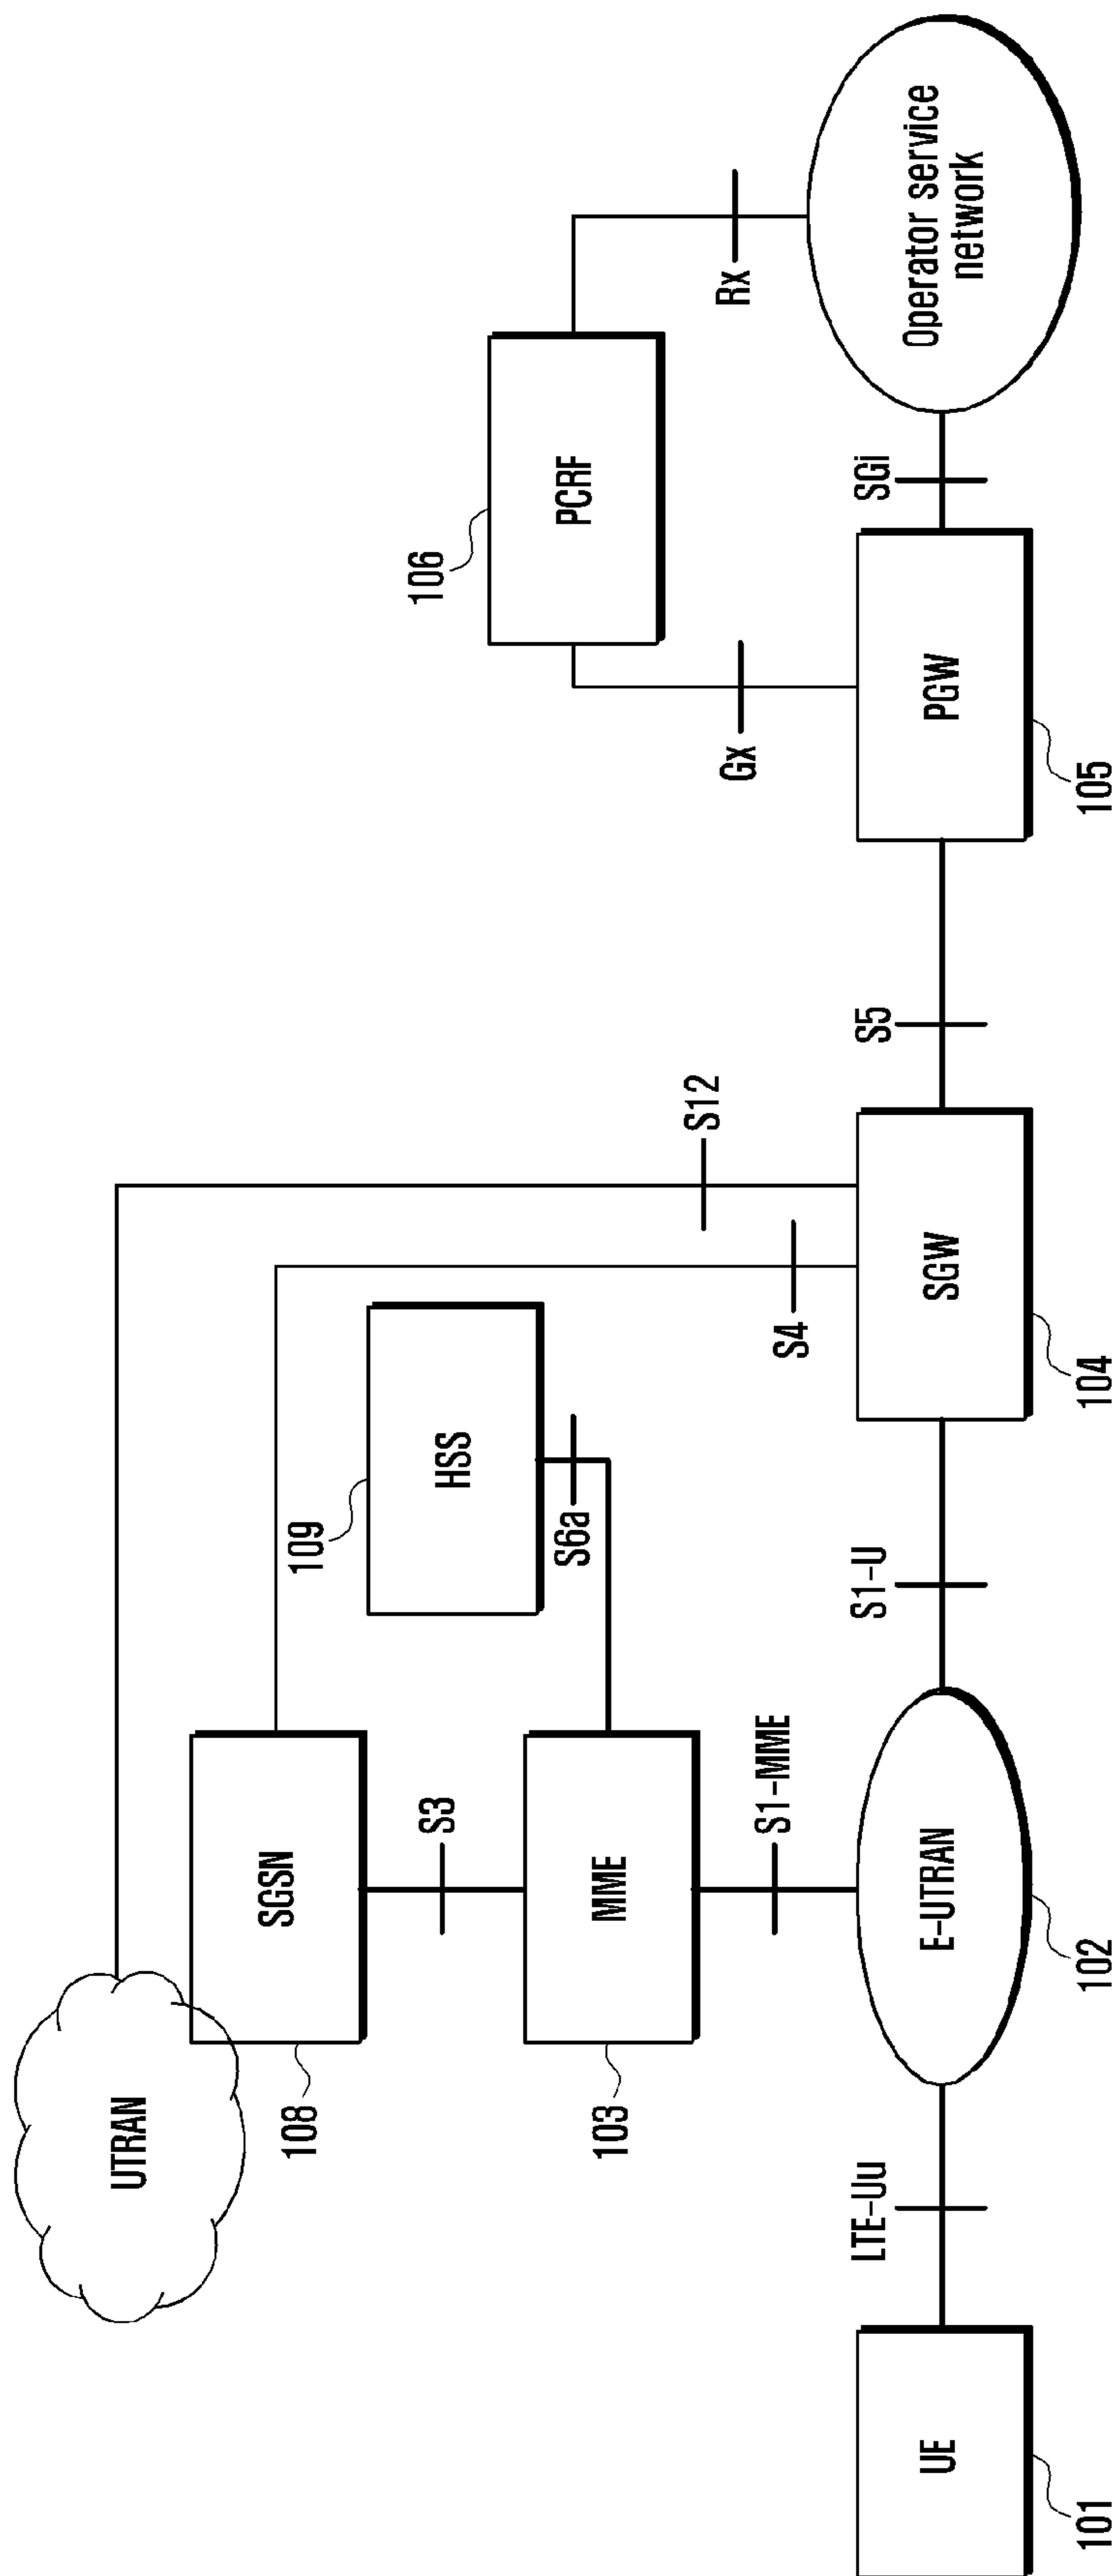 UTRAN
SGSN
108
HSS
109
S3
S6a
S12
S4
MME
103
S1-MME
PCRF
106
Gx
Rx
UE
101
LTE-Uu
E-UTRAN
102
S1-U
SGW
104
S5
PGW
105
SGi
Operator service
network